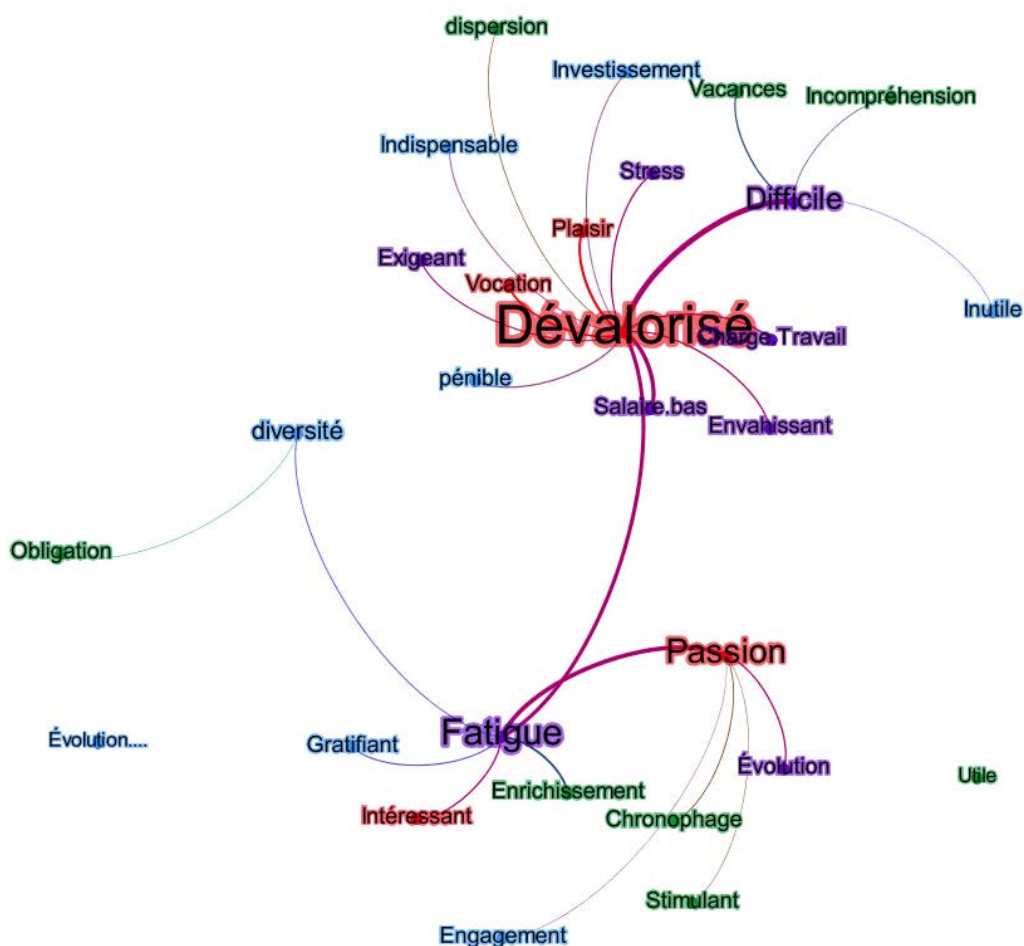 dispersion
Investissement
Vacances
Incompréhension
Indispensable
Stress
Difficile
Plaisir
Exigeant
Vocation
Inutile
Dévalorisé
Charge.Travail
pénible
Salaire.bas
Envahissant
diversité
Obligation
Passion
Fatigue
Évolution....
Gratifiant
Évolution
Utile
Enrichissement
Intéressant
Chronophage
Stimulant
Engagement